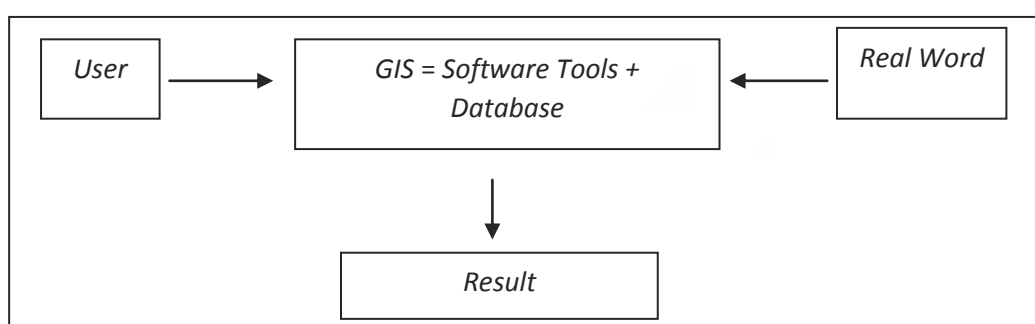 User
GIS = Software Tools +
Database
Real Word
Result